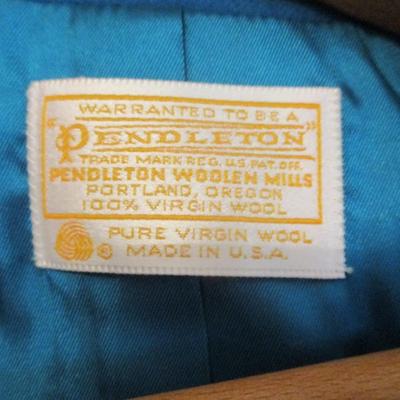 WARRANTED TO BE A
"PENDLETON"
TRADE MARK REG. U.S. PAT. OFF.
PENDLETON WOOLEN MILLS
PORTLAND, OREGON
100% VIRGIN WOOL
® PURE VIRGIN WOOL
MADE IN U.S.A.